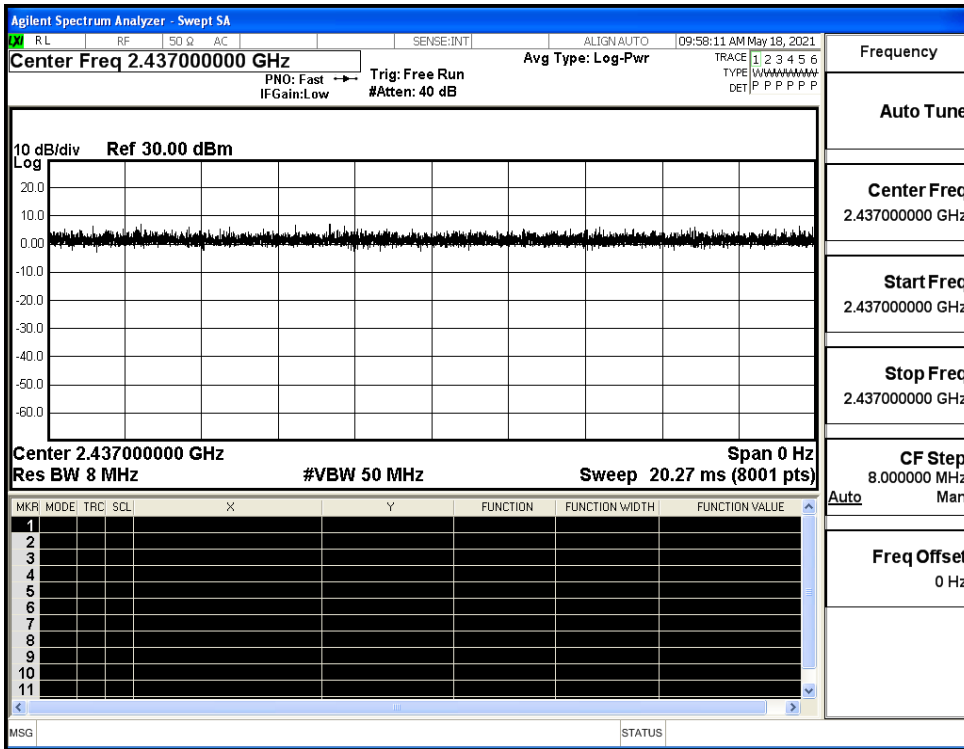 Agilent Spectrum Analyzer - Swept SA
LXI RL RF 50 Ω AC SENSE:INT ALIGN AUTO 09:58:11 AM May 18, 2021
Center Freq 2.437000000 GHz
Avg Type: Log-Pwr
TRACE 1 2 3 4 5 6
PNO: Fast Trig: Free Run
TYPE
IFGain:Low #Atten: 40 dB
DET P P P P P P
10 dB/div Ref 30.00 dBm
Log
20.0
10.0
0.00
-10.0
-20.0
-30.0
-40.0
-50.0
-60.0
Center 2.437000000 GHz Span 0 Hz
Res BW 8 MHz #VBW 50 MHz Sweep 20.27 ms (8001 pts)
MKR MODE TRC SCL X Y FUNCTION FUNCTION WIDTH FUNCTION VALUE
1
2
3
4
5
6
7
8
9
10
11
MSG STATUS
Frequency
Auto Tune
Center Freq
2.437000000 GHz
Start Freq
2.437000000 GHz
Stop Freq
2.437000000 GHz
CF Step
8.000000 MHz
Auto Man
Freq Offset
0 Hz